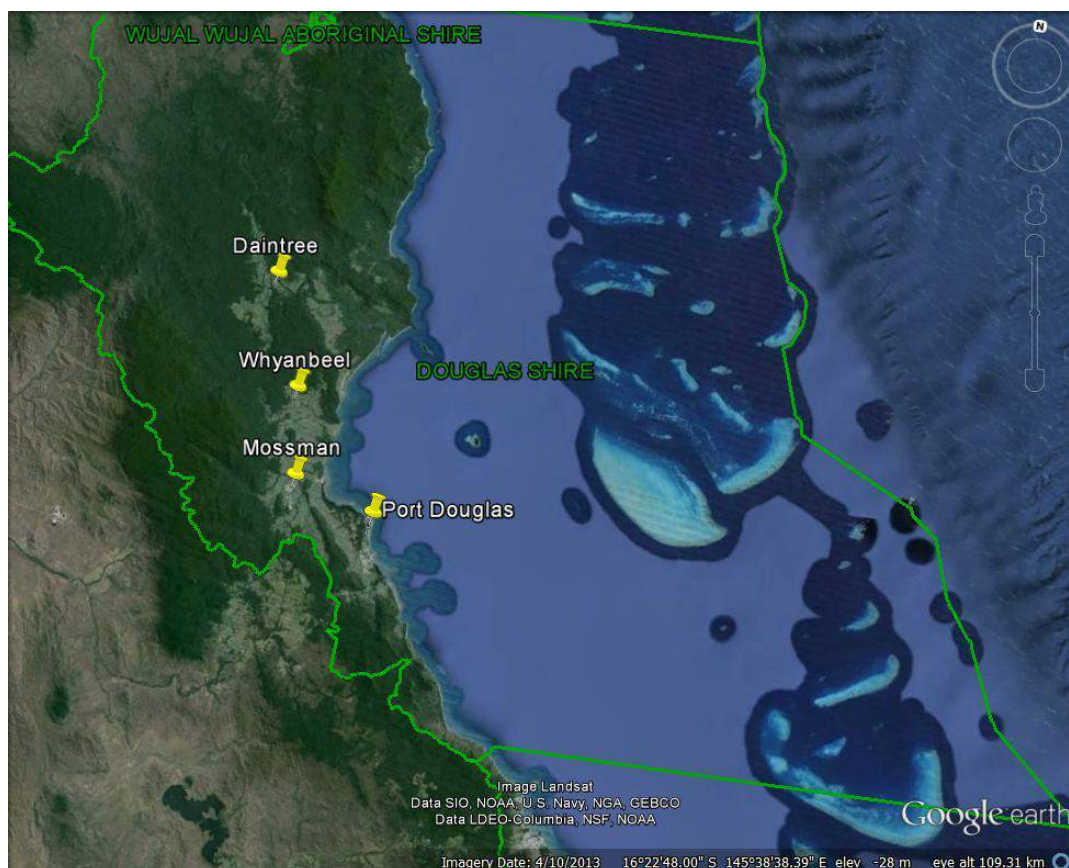 WUJAL WUJAL ABORIGINAL SHIRE
N
Daintree
Whyanbeel
DOUGLAS SHIRE
Mossman
Port Douglas
Image Landsat
Data SIO, NOAA, U.S. Navy, NGA, GEBCO
Data LDEO-Columbia, NSF, NOAA
Google earth
Imagery Date: 4/10/2013 16°22'48.00" S 145°38'38.39" E elev -28 m eye alt 109.31 km